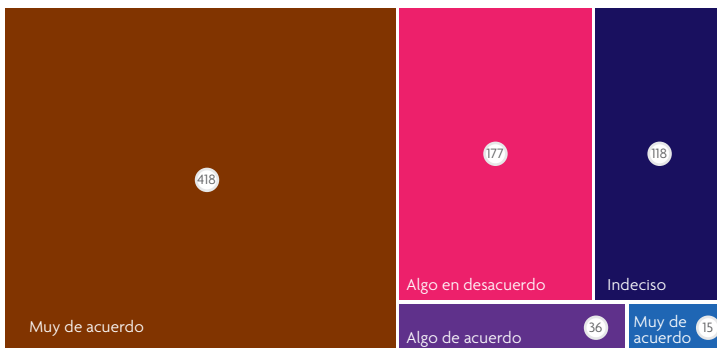 418
Muy de acuerdo
177
Algo en desacuerdo
118
Indeciso
Algo de acuerdo
36
Muy de
acuerdo
15